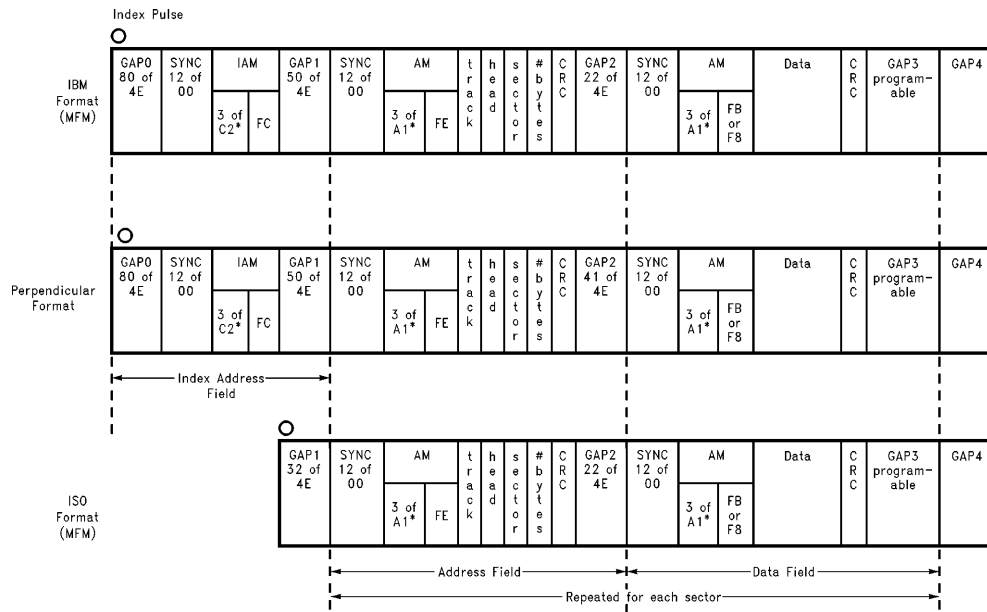 Index Pulse
IBM
Format
(MFM)
GAP0
80 of
4E
SYNC
12 of
00
IAM
3 of
C2*
FC
GAP1
50 of
4E
SYNC
12 of
00
AM
3 of
A1*
FE
track
head
sector
#bytes
CRC
GAP2
22 of
4E
SYNC
12 of
00
AM
3 of
A1*
FB
or
F8
Data
CRC
GAP3
program-
able
GAP4
Perpendicular
Format
GAP0
80 of
4E
SYNC
12 of
00
IAM
3 of
C2*
FC
GAP1
50 of
4E
SYNC
12 of
00
AM
3 of
A1*
FE
track
head
sector
#bytes
CRC
GAP2
41 of
4E
SYNC
12 of
00
AM
3 of
A1*
FB
or
F8
Data
CRC
GAP3
program-
able
GAP4
Index Address
Field
ISO
Format
(MFM)
GAP1
32 of
4E
SYNC
12 of
00
AM
3 of
A1*
FE
track
head
sector
#bytes
CRC
GAP2
22 of
4E
SYNC
12 of
00
AM
3 of
A1*
FB
or
F8
Data
CRC
GAP3
program-
able
GAP4
Address Field
Data Field
Repeated for each sector